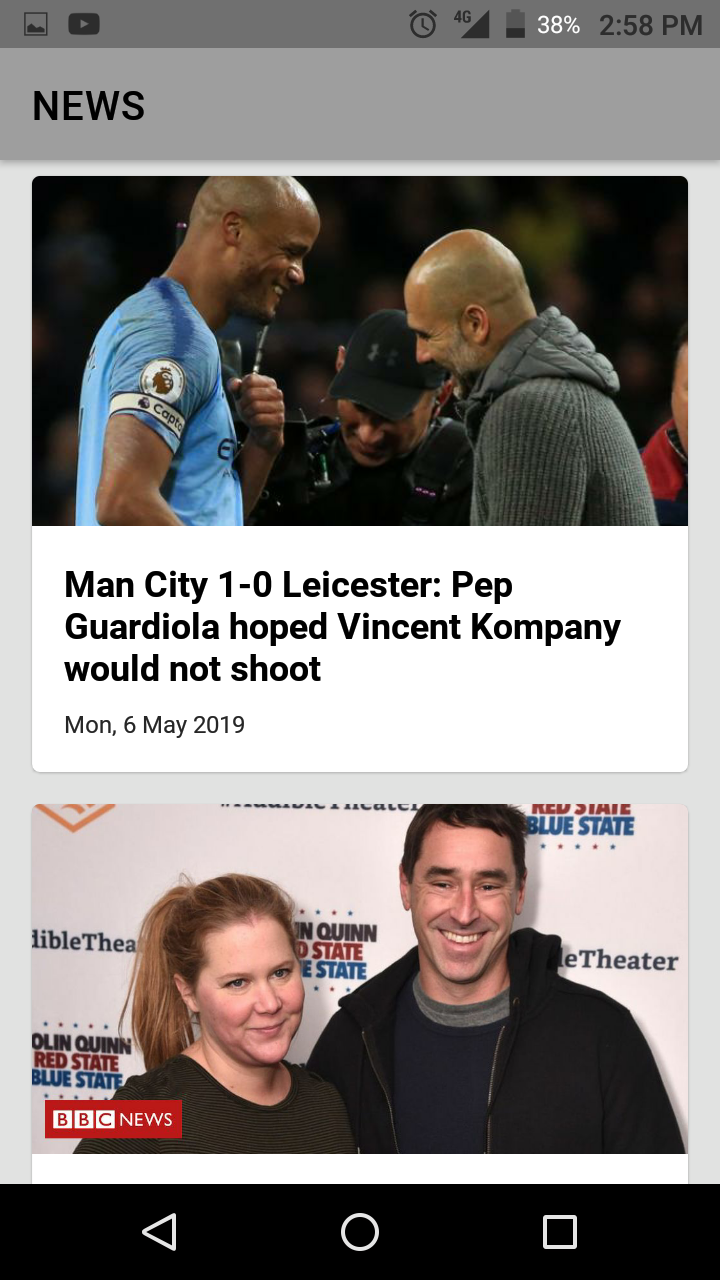 4G
38%
2:58 PM
NEWS
Capta
Man City 1-0 Leicester: Pep
Guardiola hoped Vincent Kompany
would not shoot
Mon, 6 May 2019
#AudibleTheater
RED STATE
BLUE STATE
dibleThea
IN QUINN
D STATE
E STATE
leTheater
OLIN QUINN
RED STATE
BLUE STATE
BBC NEWS